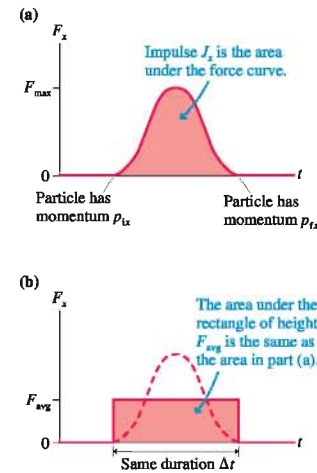 (a)
Fₓ
Impulse Jₓ is the area
under the force curve.
Fmax
0
t
Particle has
momentum pᵢₓ
Particle has
momentum p_fx
(b)
Fₓ
The area under the
rectangle of height
Favg is the same as
the area in part (a).
Favg
0
t
Same duration Δt